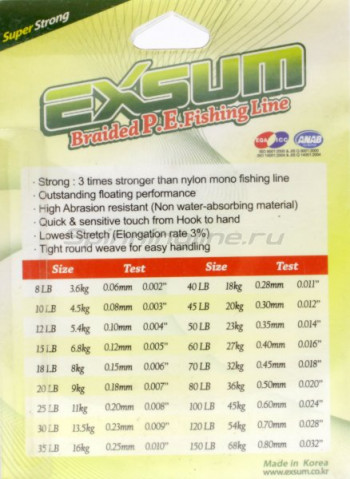 Super Strong
EXSUM
Braided P.E. Fishing Line
· Strong : 3 times stronger than nylon mono fishing line
· Outstanding floating performance
· High Abrasion resistant (Non water-absorbing material)
· Quick & sensitive touch from Hook to hand
· Lowest Stretch (Elongation rate 3%)
· Tight round weave for easy handling
Size Test Size Test
8 LB 3.6kg 0.06mm 0.002" 40 LB 18kg 0.28mm 0.011"
10 LB 4.5kg 0.08mm 0.003" 45 LB 20kg 0.30mm 0.012"
12 LB 5.4kg 0.10mm 0.004" 50 LB 23kg 0.35mm 0.014"
15 LB 6.8kg 0.12mm 0.005" 60 LB 27kg 0.40mm 0.016"
18 LB 8kg 0.15mm 0.006" 70 LB 32kg 0.45mm 0.018"
20 LB 9kg 0.18mm 0.007" 80 LB 36kg 0.50mm 0.020"
25 LB 11kg 0.20mm 0.008" 100 LB 45kg 0.60mm 0.024"
30 LB 13.5kg 0.23mm 0.009" 120 LB 54kg 0.70mm 0.028"
35 LB 16kg 0.25mm 0.010" 150 LB 68kg 0.80mm 0.032"
Made in Korea
www.exsum.co.kr